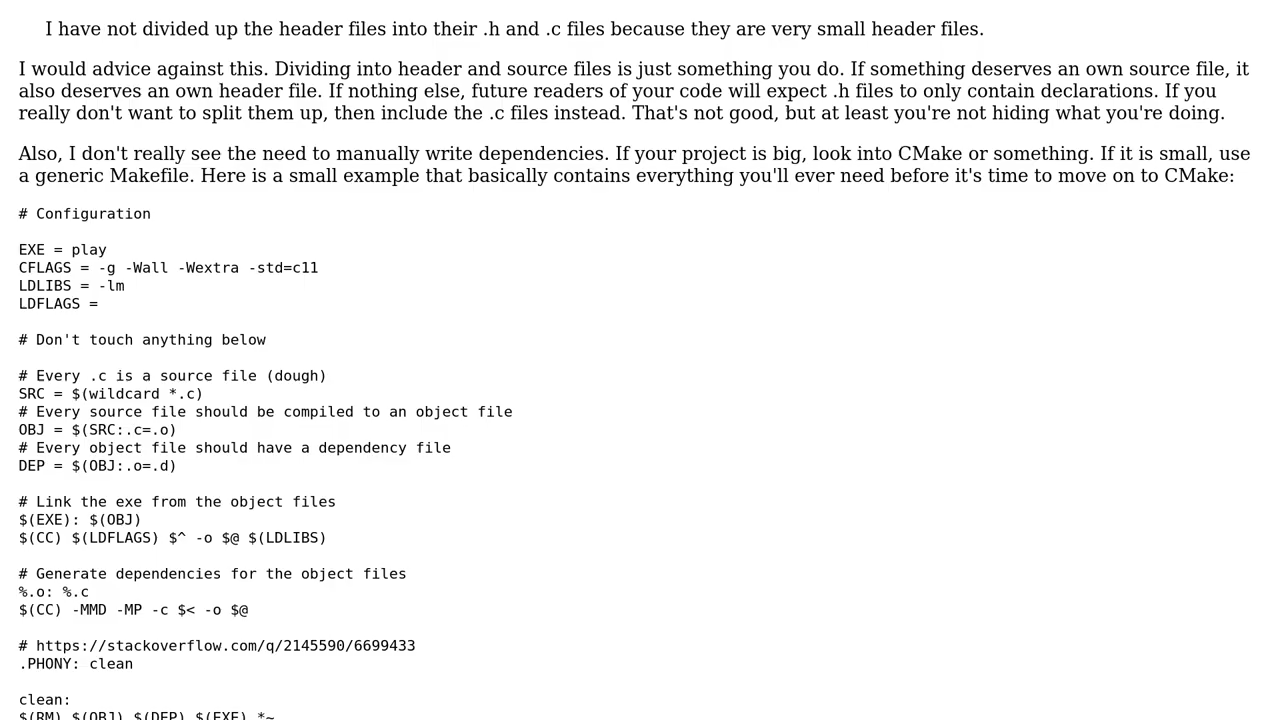 I have not divided up the header files into their .h and .c files because they are very small header files.
I would advice against this. Dividing into header and source files is just something you do. If something deserves an own source file, it
also deserves an own header file. If nothing else, future readers of your code will expect .h files to only contain declarations. If you
really don't want to split them up, then include the .c files instead. That's not good, but at least you're not hiding what you're doing.
Also, I don't really see the need to manually write dependencies. If your project is big, look into CMake or something. If it is small, use
a generic Makefile. Here is a small example that basically contains everything you'll ever need before it's time to move on to CMake:
# Configuration
EXE = play
CFLAGS = -g -Wall -Wextra -std=c11
LDLIBS = -lm
LDFLAGS =
# Don't touch anything below
# Every .c is a source file (dough)
SRC = $(wildcard *.c)
# Every source file should be compiled to an object file
OBJ = $(SRC:.c=.o)
# Every object file should have a dependency file
DEP = $(OBJ:.o=.d)
# Link the exe from the object files
$(EXE): $(OBJ)
$(CC) $(LDFLAGS) $^ -o $@ $(LDLIBS)
# Generate dependencies for the object files
%.o: %.c
$(CC) -MMD -MP -c $< -o $@
# https://stackoverflow.com/q/2145590/6699433
.PHONY: clean
clean:
$(RM) $(OBJ) $(DEP) $(EXE) *~